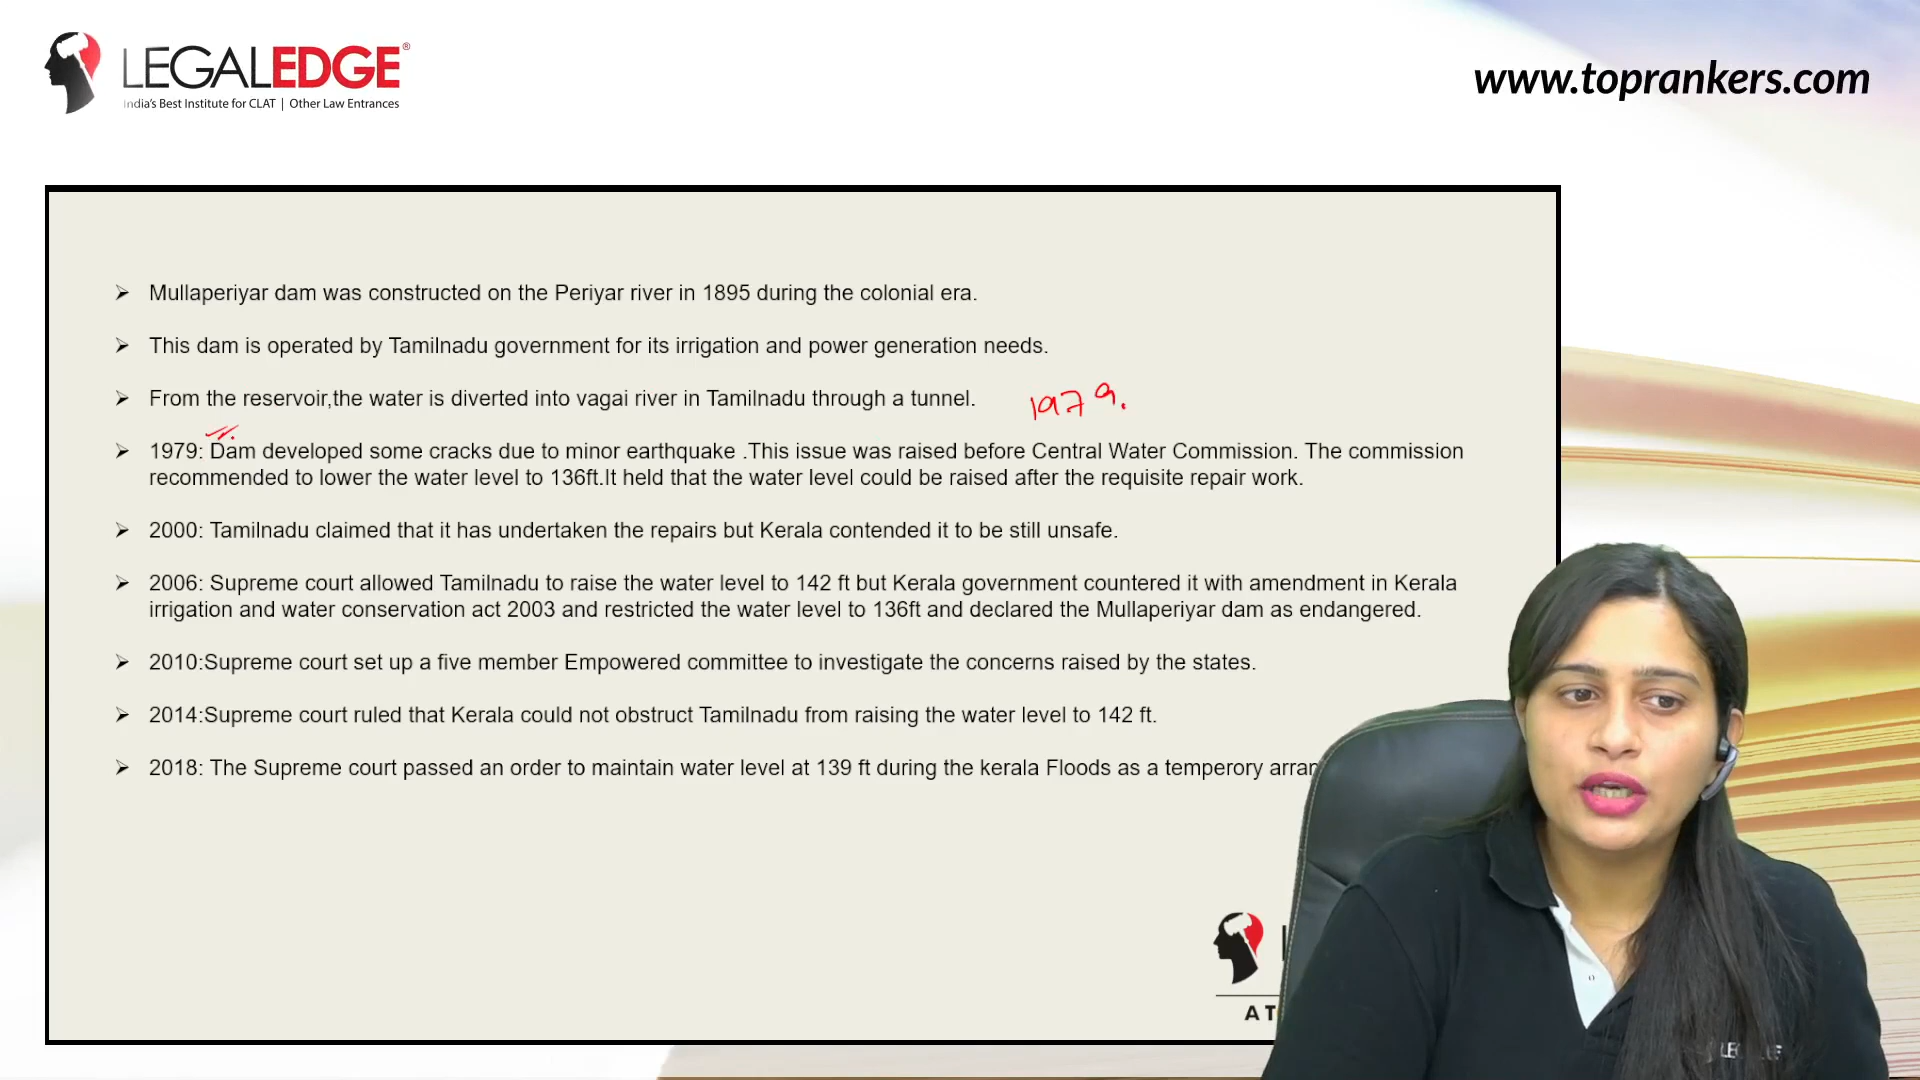 LEGALEDGE®
India's Best Institute for CLAT | Other Law Entrances
www.toprankers.com
➢ Mullaperiyar dam was constructed on the Periyar river in 1895 during the colonial era.
➢ This dam is operated by Tamilnadu government for its irrigation and power generation needs.
➢ From the reservoir,the water is diverted into vagai river in Tamilnadu through a tunnel.
1979.
➢ 1979: Dam developed some cracks due to minor earthquake .This issue was raised before Central Water Commission. The commission
recommended to lower the water level to 136ft.It held that the water level could be raised after the requisite repair work.
➢ 2000: Tamilnadu claimed that it has undertaken the repairs but Kerala contended it to be still unsafe.
➢ 2006: Supreme court allowed Tamilnadu to raise the water level to 142 ft but Kerala government countered it with amendment in Kerala
irrigation and water conservation act 2003 and restricted the water level to 136ft and declared the Mullaperiyar dam as endangered.
➢ 2010:Supreme court set up a five member Empowered committee to investigate the concerns raised by the states.
➢ 2014:Supreme court ruled that Kerala could not obstruct Tamilnadu from raising the water level to 142 ft.
➢ 2018: The Supreme court passed an order to maintain water level at 139 ft during the kerala Floods as a temperory